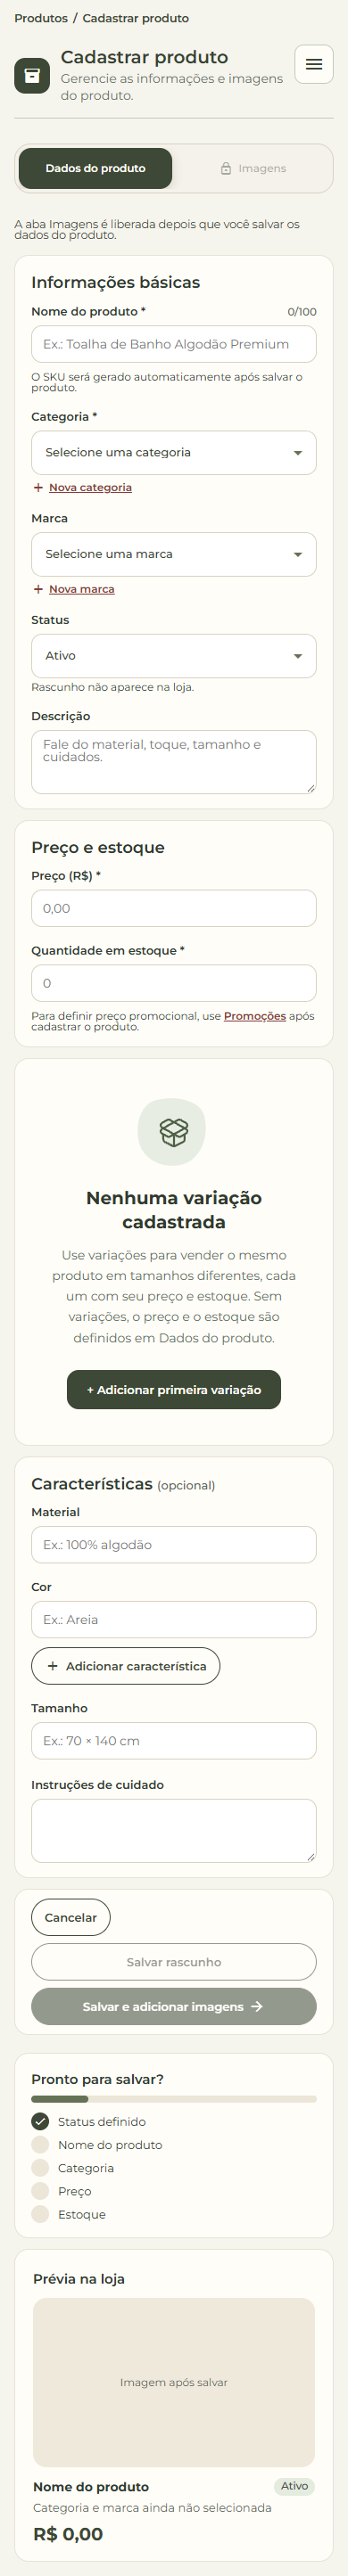 Produtos / Cadastrar produto
Cadastrar produto
Gerencie as informações e imagens
do produto.
Dados do produto
Imagens
A aba Imagens é liberada depois que você salvar os
dados do produto.
Informações básicas
Nome do produto * 0/100
Ex.: Toalha de Banho Algodão Premium
O SKU será gerado automaticamente após salvar o
produto.
Categoria *
Selecione uma categoria
+ Nova categoria
Marca
Selecione uma marca
+ Nova marca
Status
Ativo
Rascunho não aparece na loja.
Descrição
Fale do material, toque, tamanho e
cuidados.
Preço e estoque
Preço (R$) *
0,00
Quantidade em estoque *
0
Para definir preço promocional, use Promoções após
cadastrar o produto.
Nenhuma variação
cadastrada
Use variações para vender o mesmo
produto em tamanhos diferentes, cada
um com seu preço e estoque. Sem
variações, o preço e o estoque são
definidos em Dados do produto.
+ Adicionar primeira variação
Características (opcional)
Material
Ex.: 100% algodão
Cor
Ex.: Areia
+ Adicionar característica
Tamanho
Ex.: 70 × 140 cm
Instruções de cuidado
Cancelar
Salvar rascunho
Salvar e adicionar imagens →
Pronto para salvar?
Status definido
Nome do produto
Categoria
Preço
Estoque
Prévia na loja
Imagem após salvar
Nome do produto Ativo
Categoria e marca ainda não selecionada
R$ 0,00